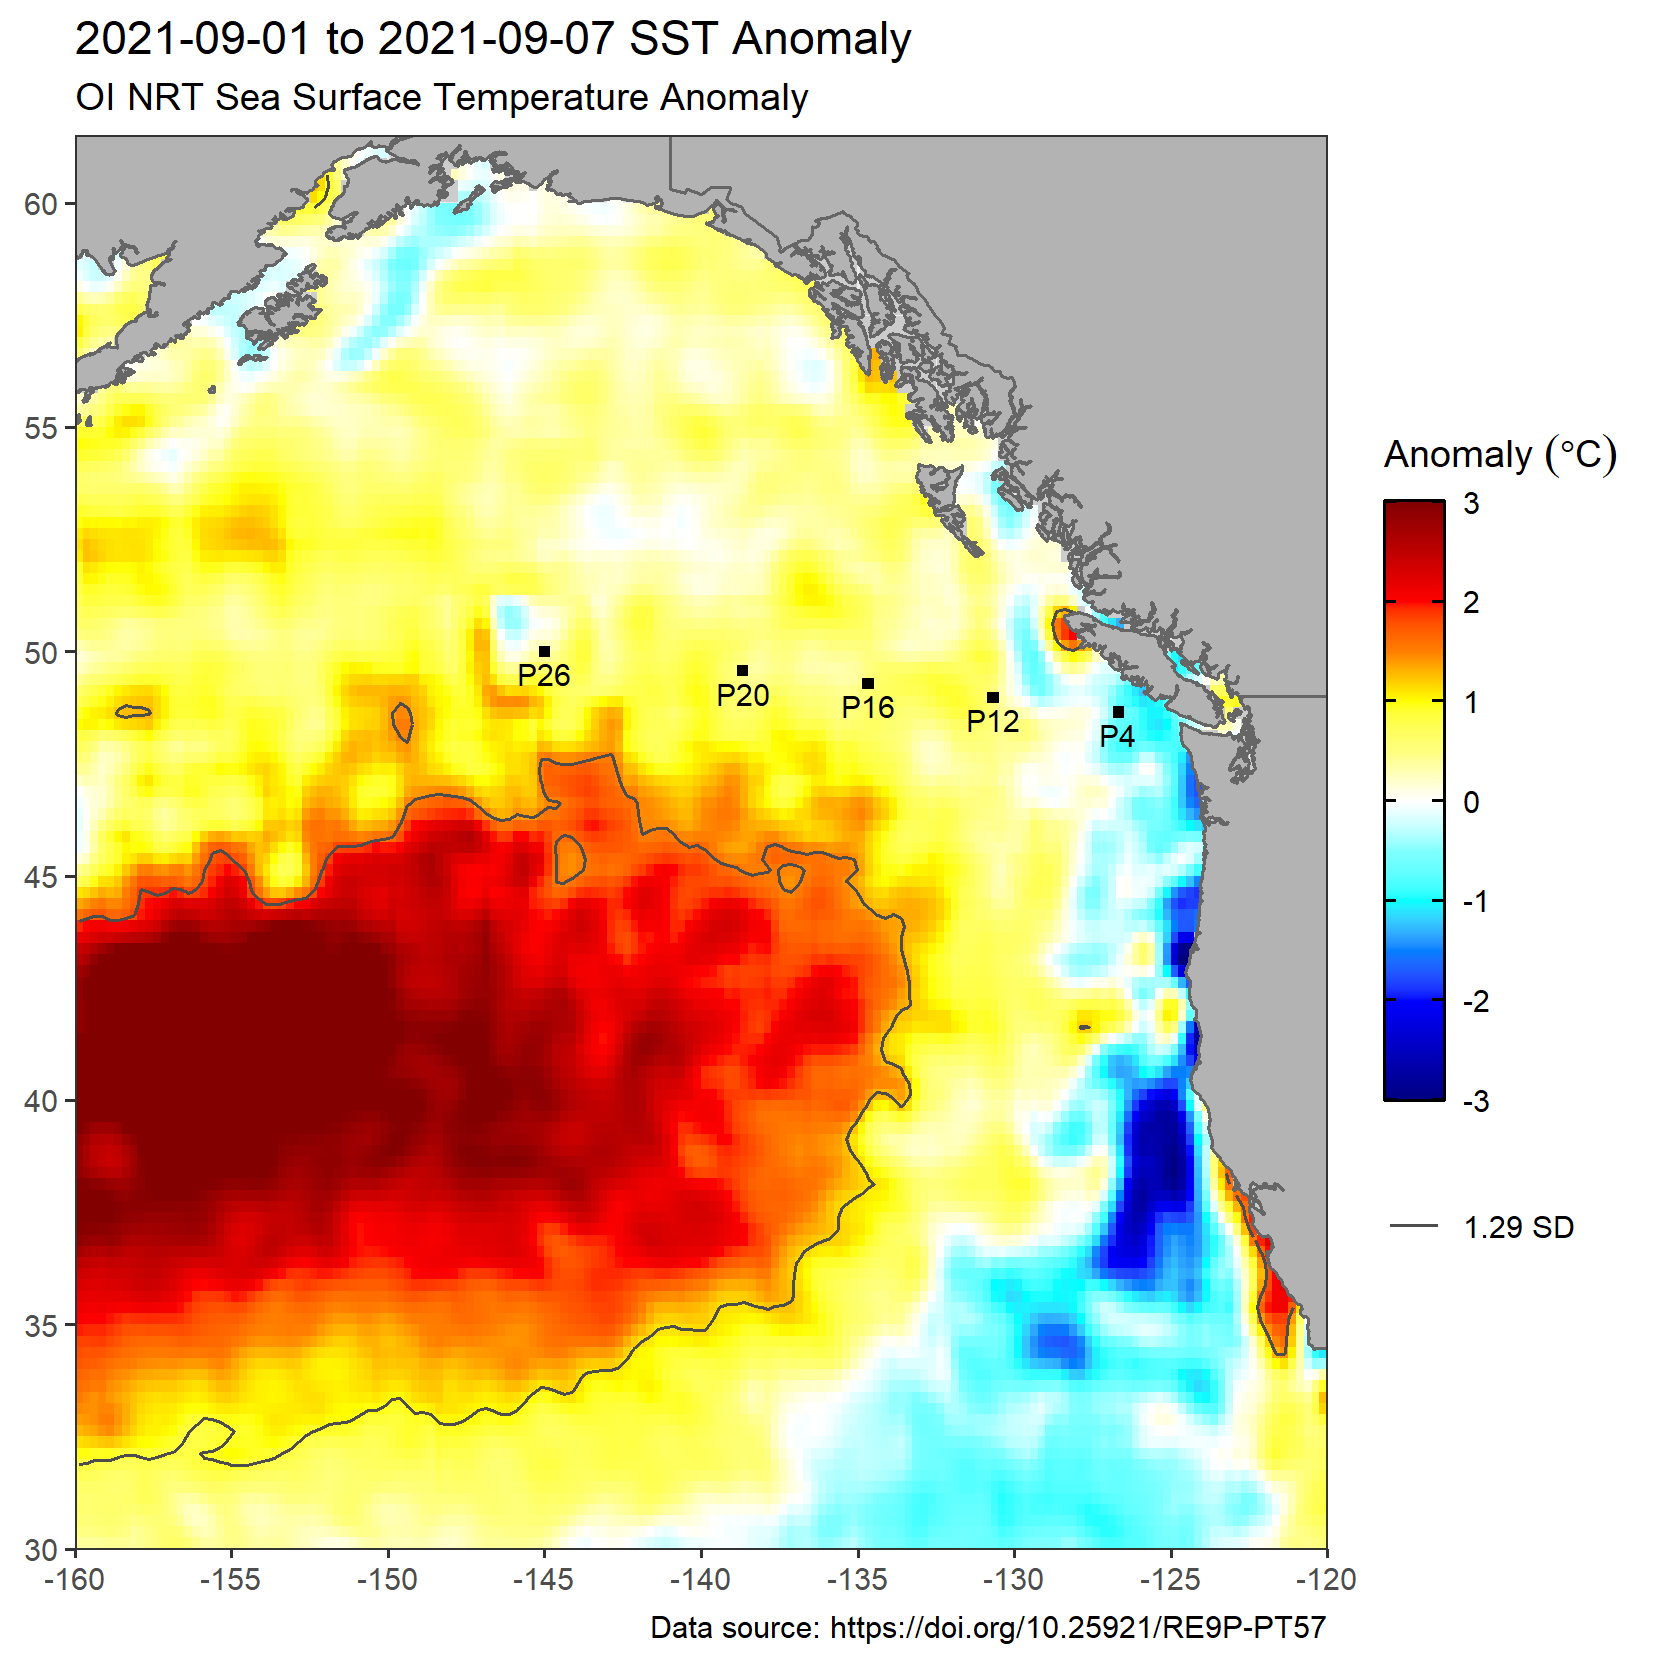 2021-09-01 to 2021-09-07 SST Anomaly
OI NRT Sea Surface Temperature Anomaly
60
55
50
45
40
35
30
-160
-155
-150
-145
-140
-135
-130
-125
-120
P26
P20
P16
P12
P4
Anomaly (°C)
3
2
1
0
-1
-2
-3
1.29 SD
Data source: https://doi.org/10.25921/RE9P-PT57